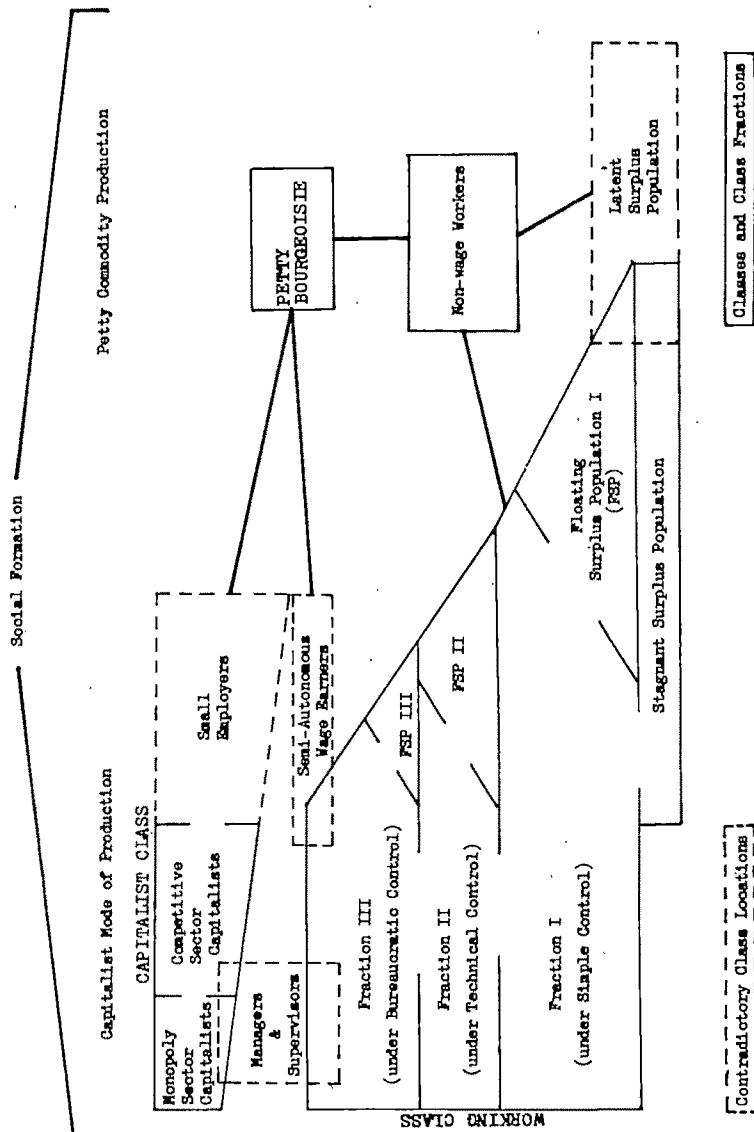 Social Formation
Capitalist Mode of Production
Petty Commodity Production
CAPITALIST CLASS
Monopoly
Sector
Capitalists
Competitive
Sector
Capitalists
Small
Employers
PETTY
BOURGEOISIE
Managers
&
Supervisors
Semi-Autonomous
Wage Earners
Non-wage Workers
WORKING CLASS
Fraction III
(under Bureaucratic Control)
FSP III
Fraction II
(under Technical Control)
FSP II
Fraction I
(under Simple Control)
Floating
Surplus Population I
(FSP)
Latent
Surplus
Population
Stagnant Surplus Population
Contradictory Class Locations
Classes and Class Fractions